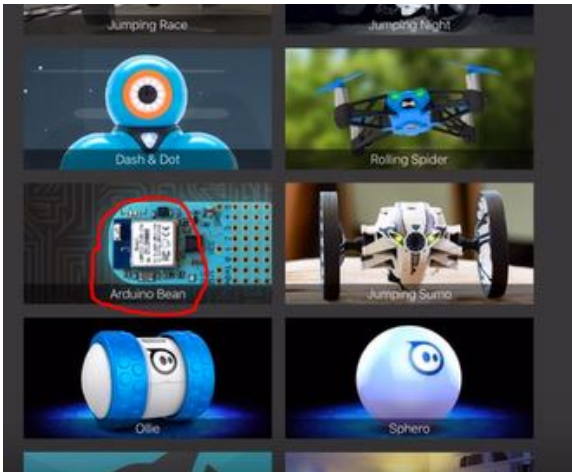 Jumping Race
Jumping Night
Dash & Dot
Rolling Spider
Arduino Bean
Jumping Sumo
Ollie
Sphero